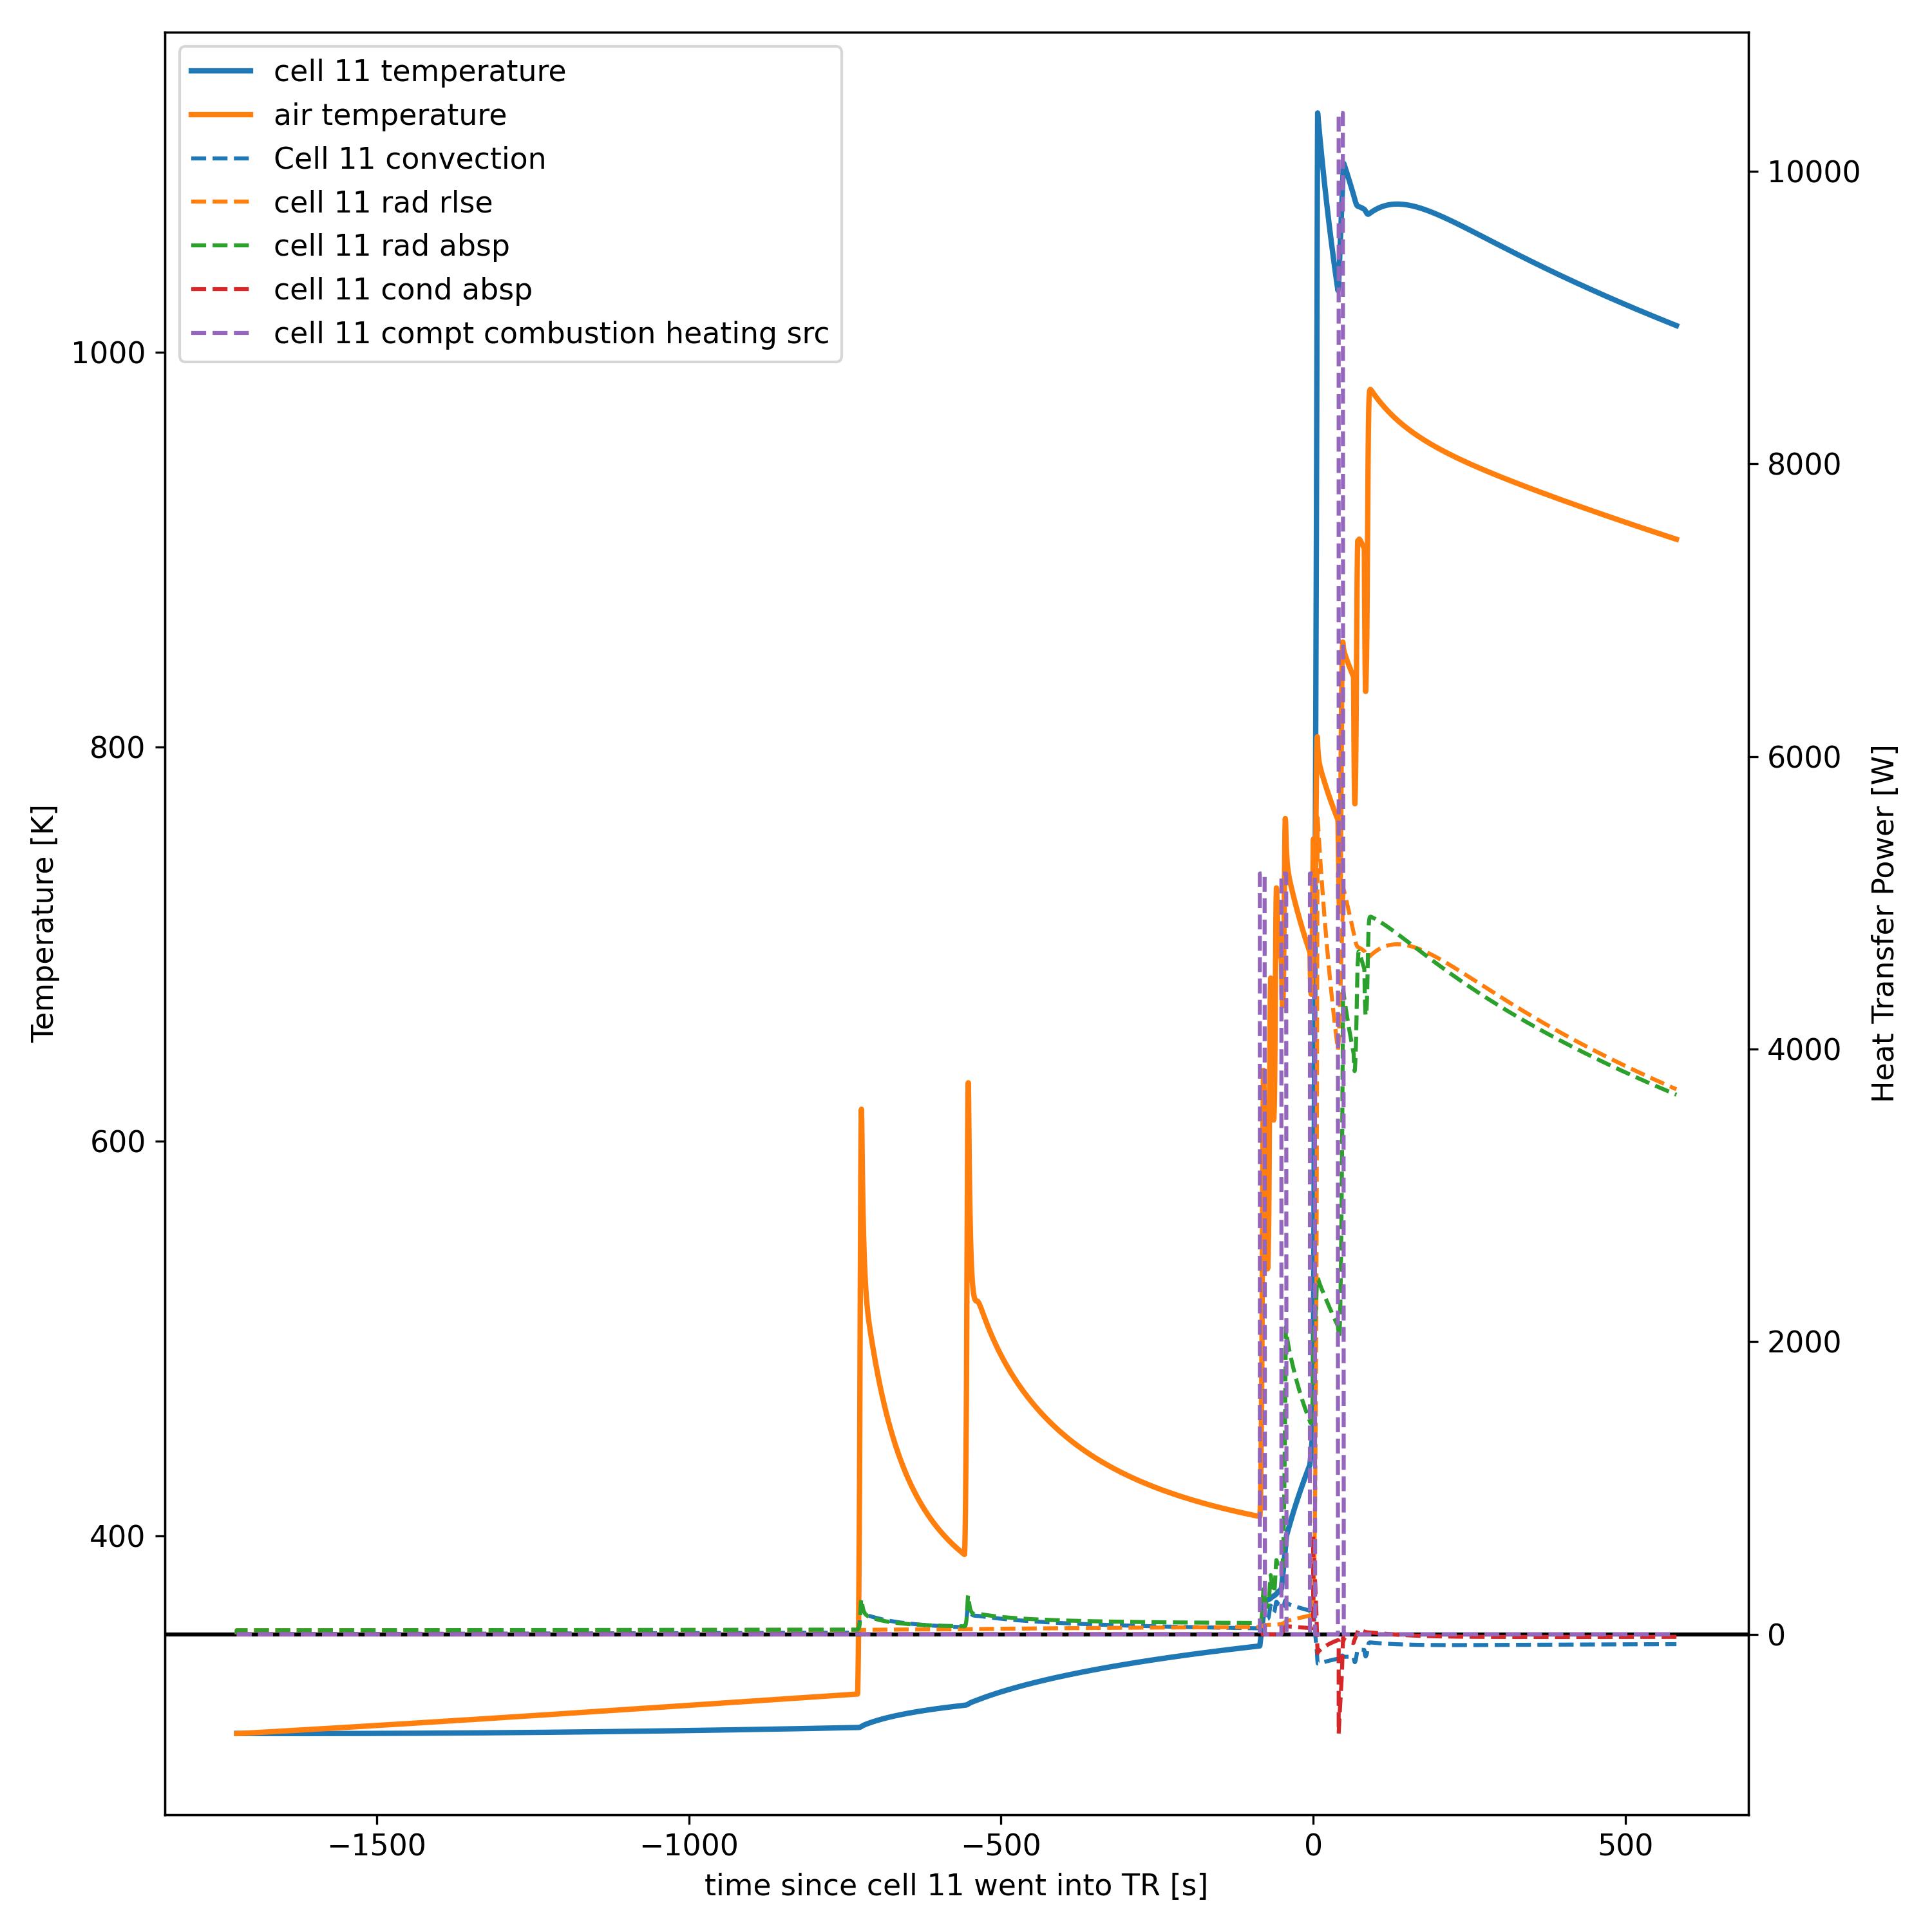 cell 11 temperature
air temperature
Cell 11 convection
cell 11 rad rlse
cell 11 rad absp
cell 11 cond absp
cell 11 compt combustion heating src
1000
800
600
400
Temperature [K]
10000
8000
6000
4000
2000
0
Heat Transfer Power [W]
−1500
−1000
−500
0
500
time since cell 11 went into TR [s]